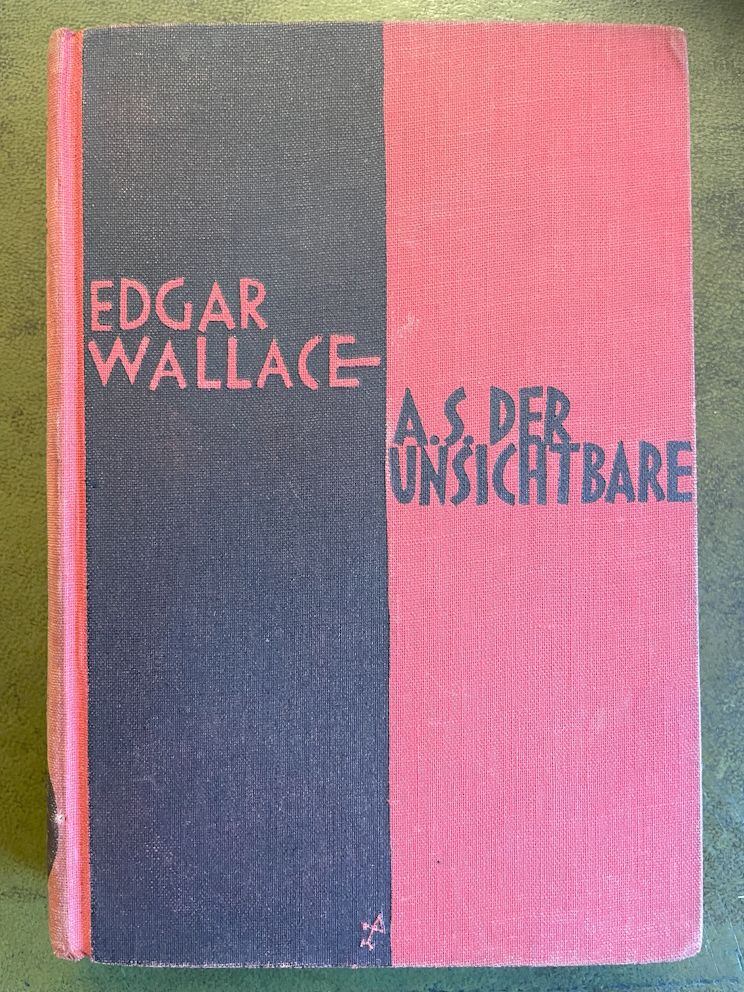 EDGAR
WALLACE-
A.S. DER
UNSICHTBARE